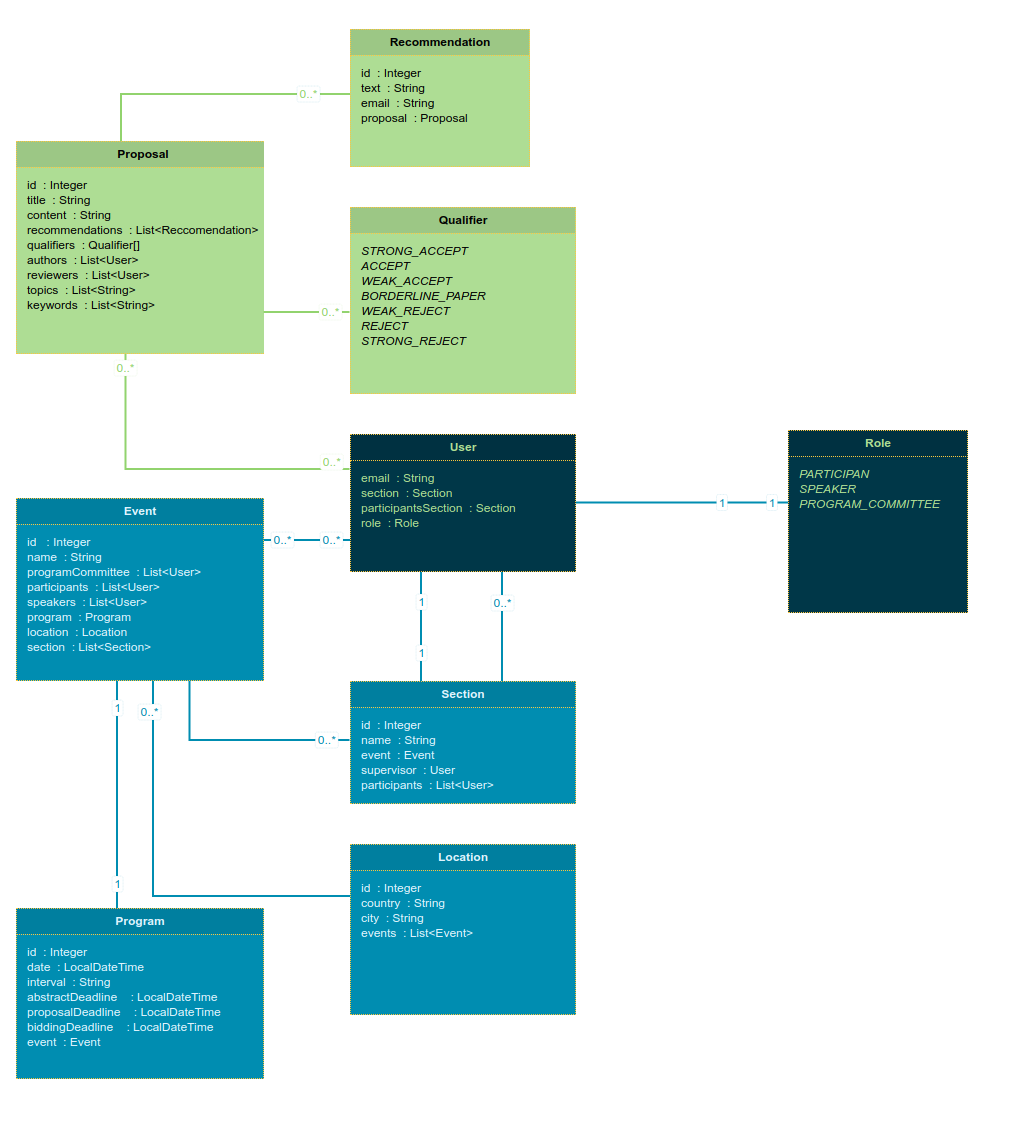 Recommendation
id : Integer
text : String
email : String
proposal : Proposal
0..*
Proposal
id : Integer
title : String
content : String
recommendations : List<Reccomendation>
qualifiers : Qualifier[]
authors : List<User>
reviewers : List<User>
topics : List<String>
keywords : List<String>
Qualifier
STRONG_ACCEPT
ACCEPT
WEAK_ACCEPT
BORDERLINE_PAPER
WEAK_REJECT
REJECT
STRONG_REJECT
0..*
0..*
0..*
User
email : String
section : Section
participantsSection : Section
role : Role
1
1
Role
PARTICIPAN
SPEAKER
PROGRAM_COMMITTEE
Event
id : Integer
name : String
programCommittee : List<User>
participants : List<User>
speakers : List<User>
program : Program
location : Location
section : List<Section>
0..*
0..*
1
0..*
1
Section
id : Integer
name : String
event : Event
supervisor : User
participants : List<User>
1
0..*
0..*
Location
id : Integer
country : String
city : String
events : List<Event>
1
Program
id : Integer
date : LocalDateTime
interval : String
abstractDeadline : LocalDateTime
proposalDeadline : LocalDateTime
biddingDeadline : LocalDateTime
event : Event